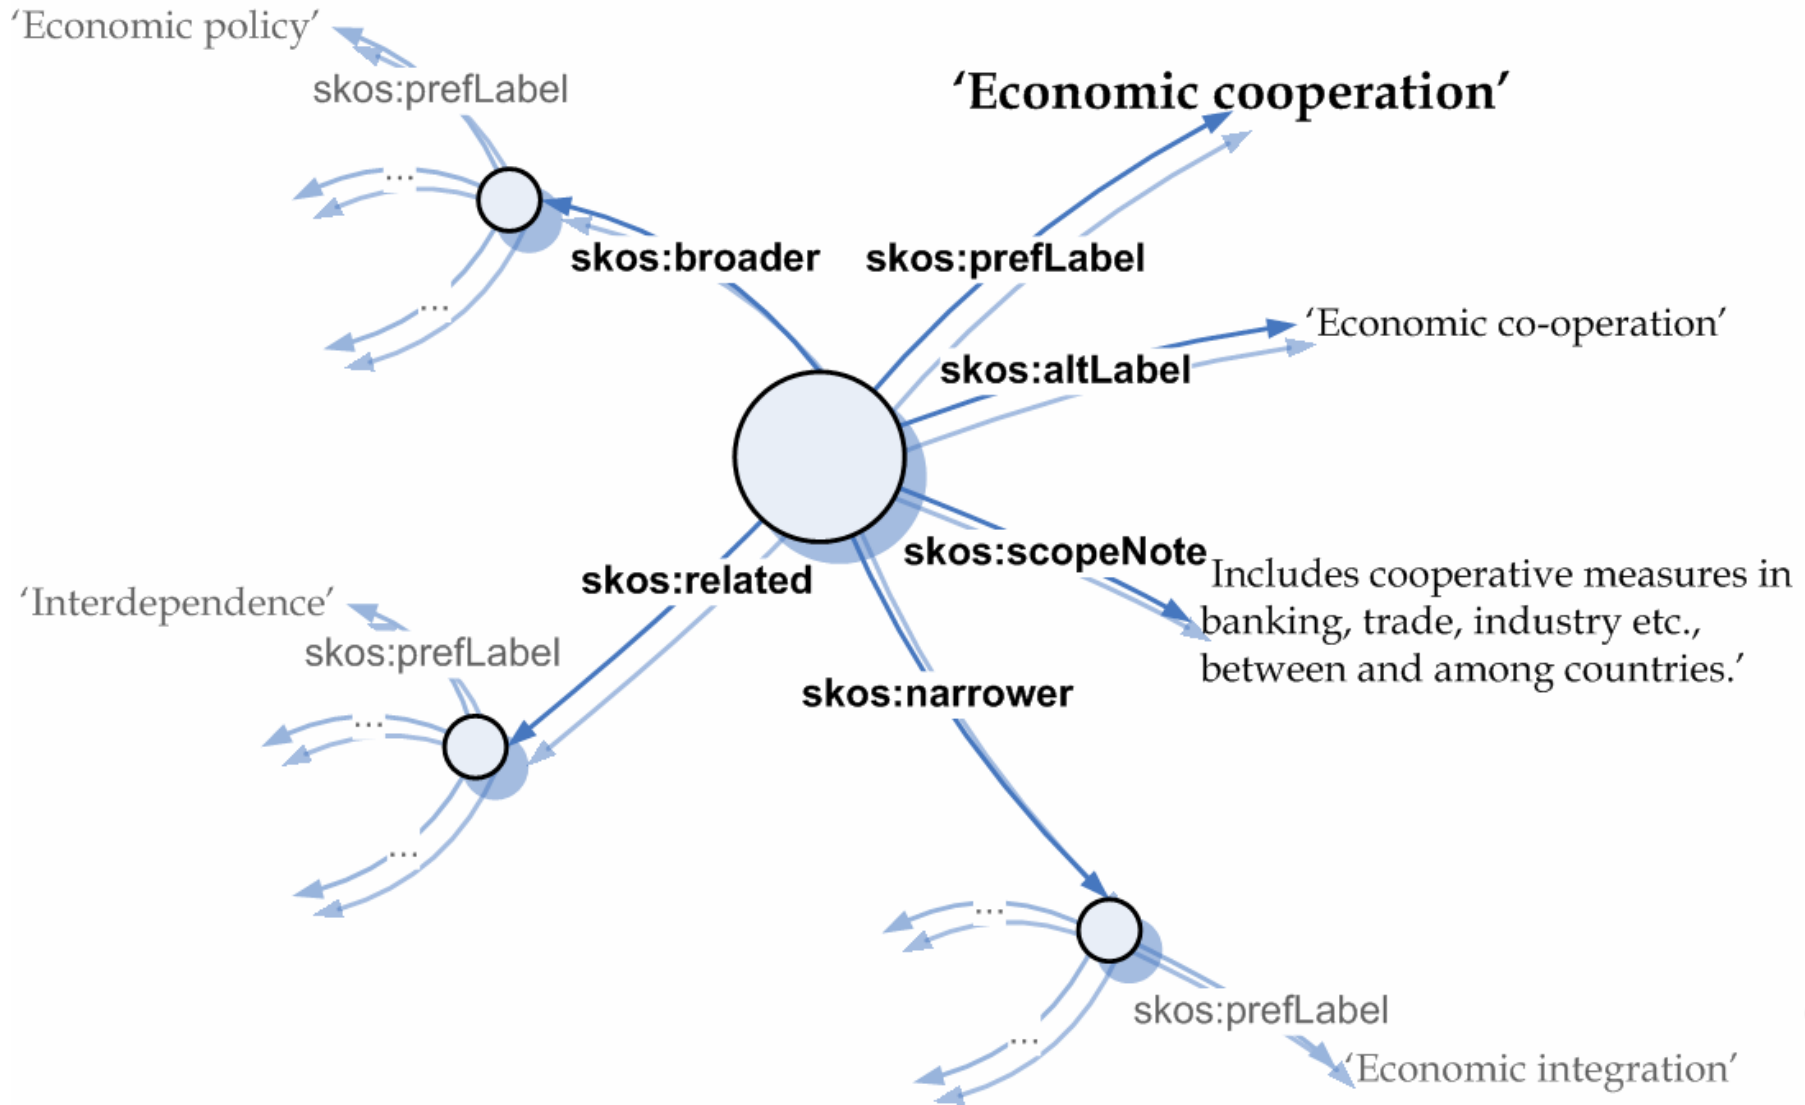 ‘Economic policy’
skos:prefLabel
‘Economic cooperation’
...
skos:broader
skos:prefLabel
...
‘Economic co-operation’
skos:altLabel
skos:scopeNote
‘Includes cooperative measures in
banking, trade, industry etc.,
between and among countries.’
skos:related
‘Interdependence’
skos:prefLabel
skos:narrower
...
...
...
skos:prefLabel
...
‘Economic integration’